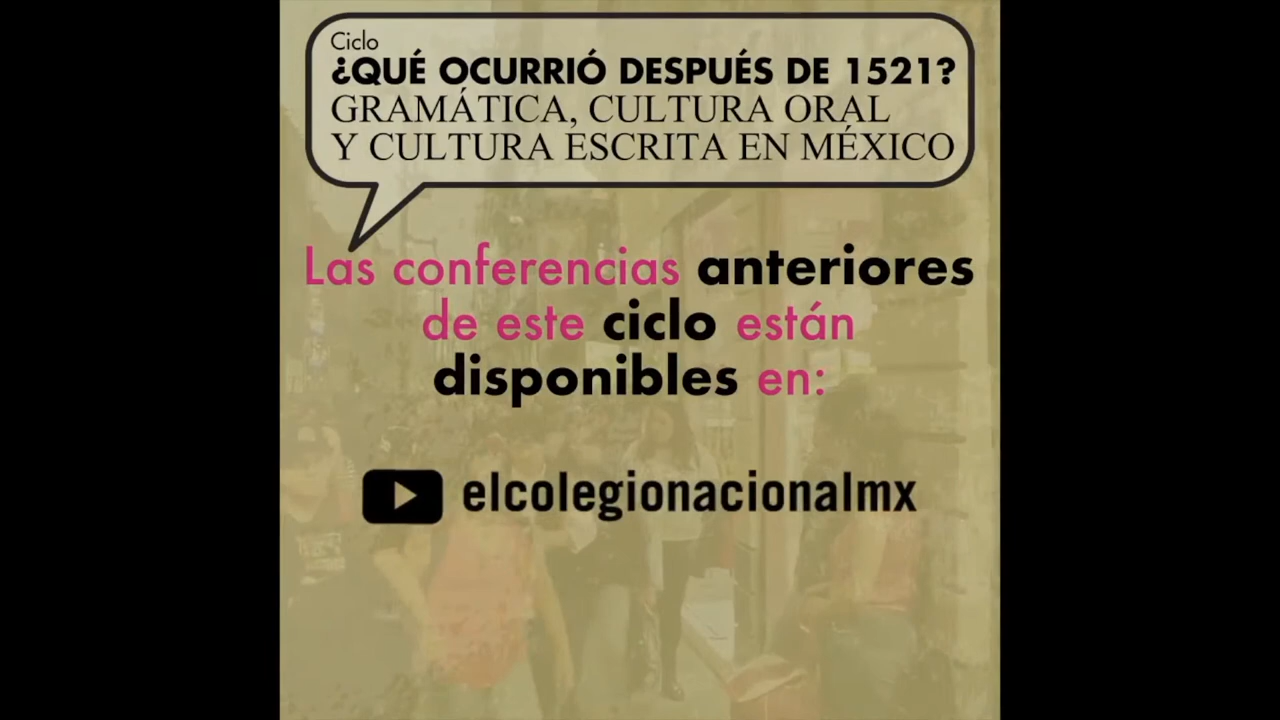 Ciclo
¿QUÉ OCURRIÓ DESPUÉS DE 1521?
GRAMÁTICA, CULTURA ORAL
Y CULTURA ESCRITA EN MÉXICO
Las conferencias anteriores
de este ciclo están
disponibles en:
elcolegionacionalmx